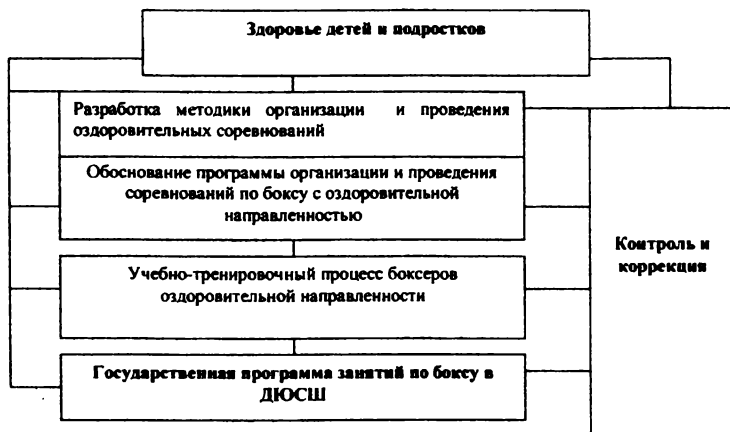 Здоровье детей и подростков
Разработка методики организации и проведения
оздоровительных соревнований
Обоснование программы организации и проведения
соревнований по боксу с оздоровительной
направленностью
Учебно-тренировочный процесс боксеров
оздоровительной направленности
Государственная программа занятий по боксу в
ДЮСШ
Контроль и
коррекция